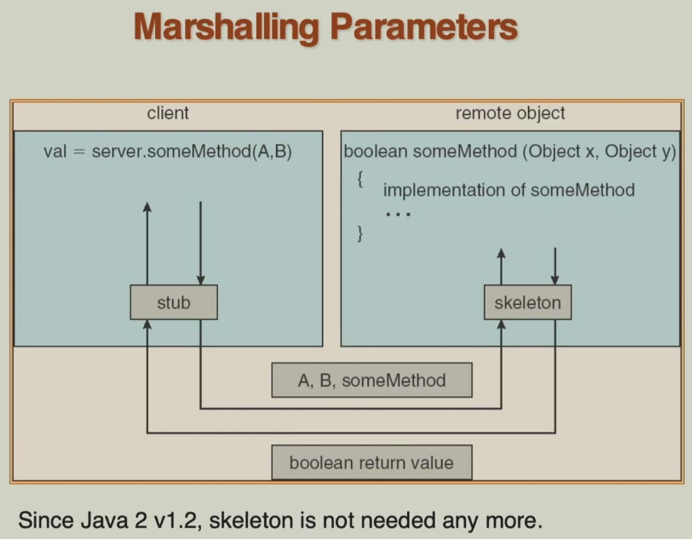 Marshalling Parameters
client
remote object
val = server.someMethod(A,B)
boolean someMethod (Object x, Object y)
{
implementation of someMethod
...
}
stub
skeleton
A, B, someMethod
boolean return value
Since Java 2 v1.2, skeleton is not needed any more.